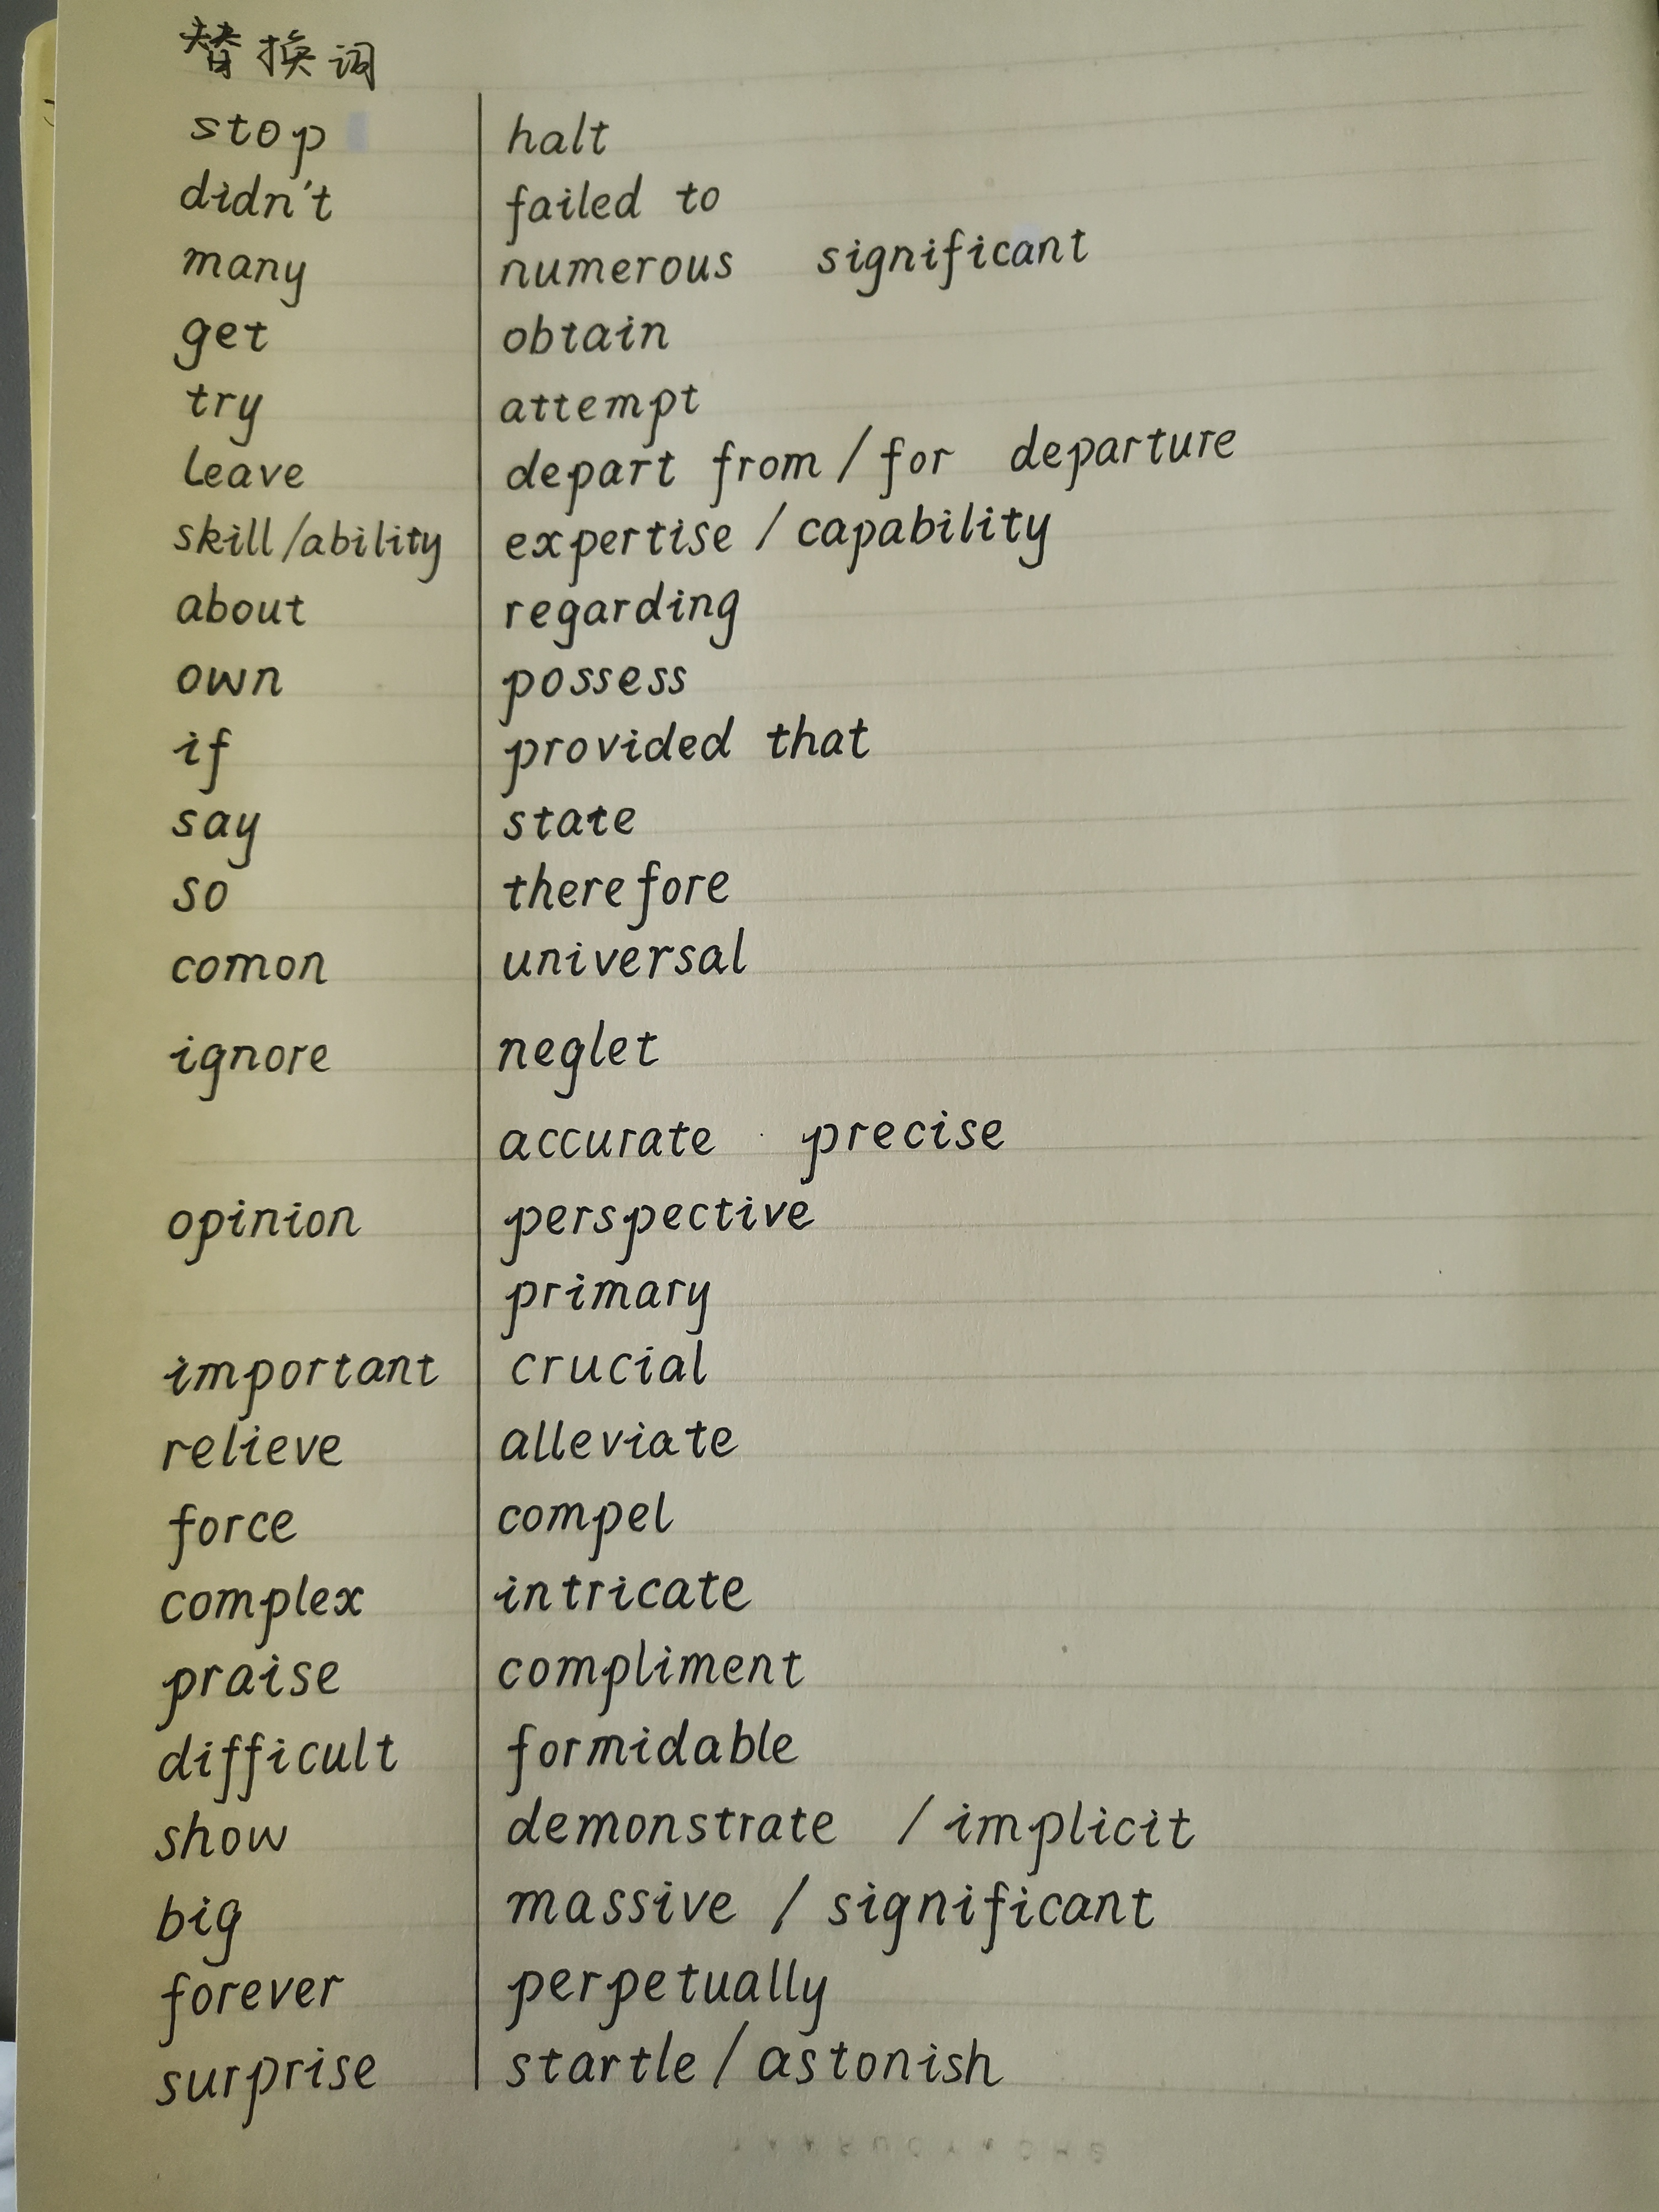 替换词
stop halt
didn't failed to
many numerous significant
get obtain
try attempt
leave depart from / for departure
skill/ability expertise / capability
about regarding
own possess
if provided that
say state
so therefore
comon universal
ignore neglet
accurate precise
opinion perspective
primary
important crucial
relieve alleviate
force compel
complex intricate
praise compliment
difficult formidable
show demonstrate / implicit
big massive / significant
forever perpetually
surprise startle / astonish